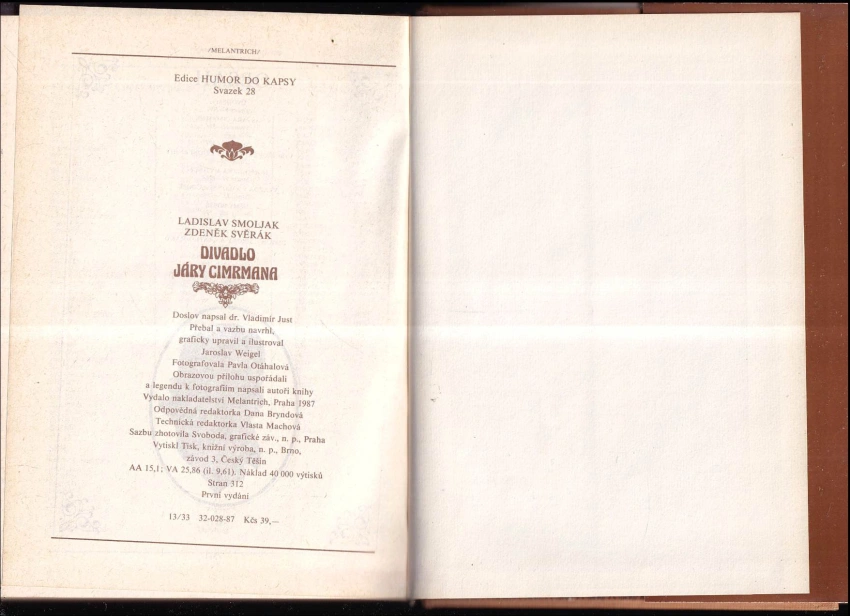 /MELANTRICH/
Edice HUMOR DO KAPSY
Svazek 28
LADISLAV SMOLJAK
ZDENĚK SVĚRÁK
DIVADLO
JÁRY CIMRMANA
Doslov napsal dr. Vladimír Just
Přebal a vazbu navrhl,
graficky upravil a ilustroval
Jaroslav Weigel
Fotografovala Pavla Otáhalová
Obrazovou přílohu uspořádali
a legendu k fotografiím napsali autoři knihy
Vydalo nakladatelství Melantrich, Praha 1987
Odpovědná redaktorka Dana Bryndová
Technická redaktorka Vlasta Machová
Sazbu zhotovila Svoboda, grafické záv., n. p., Praha
Vytiskl Tisk, knižní výroba, n. p., Brno,
závod 3, Český Těšín
AA 15,1; VA 25,86 (il. 9,61). Náklad 40 000 výtisků
Stran 312
První vydání
13/33 32-028-87 Kčs 39,—